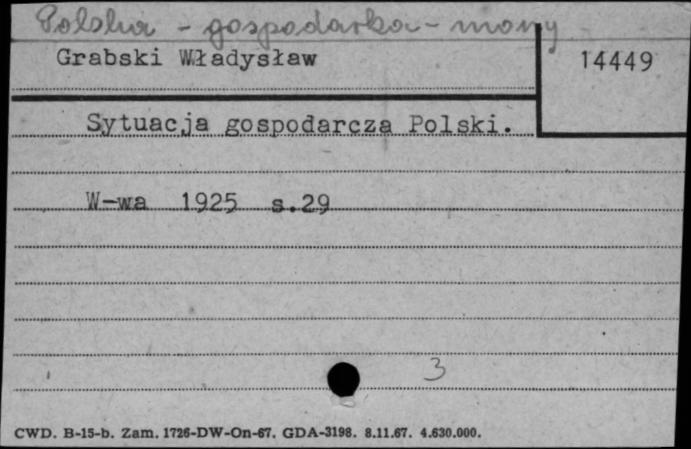 Polska - gospodarka - mowy
Grabski Władysław
14449
Sytuacja gospodarcza Polski.
W-wa 1925 s.29
3
CWD. B-15-b. Zam. 1726-DW-On-67. GDA-3198. 8.11.67. 4.630.000.